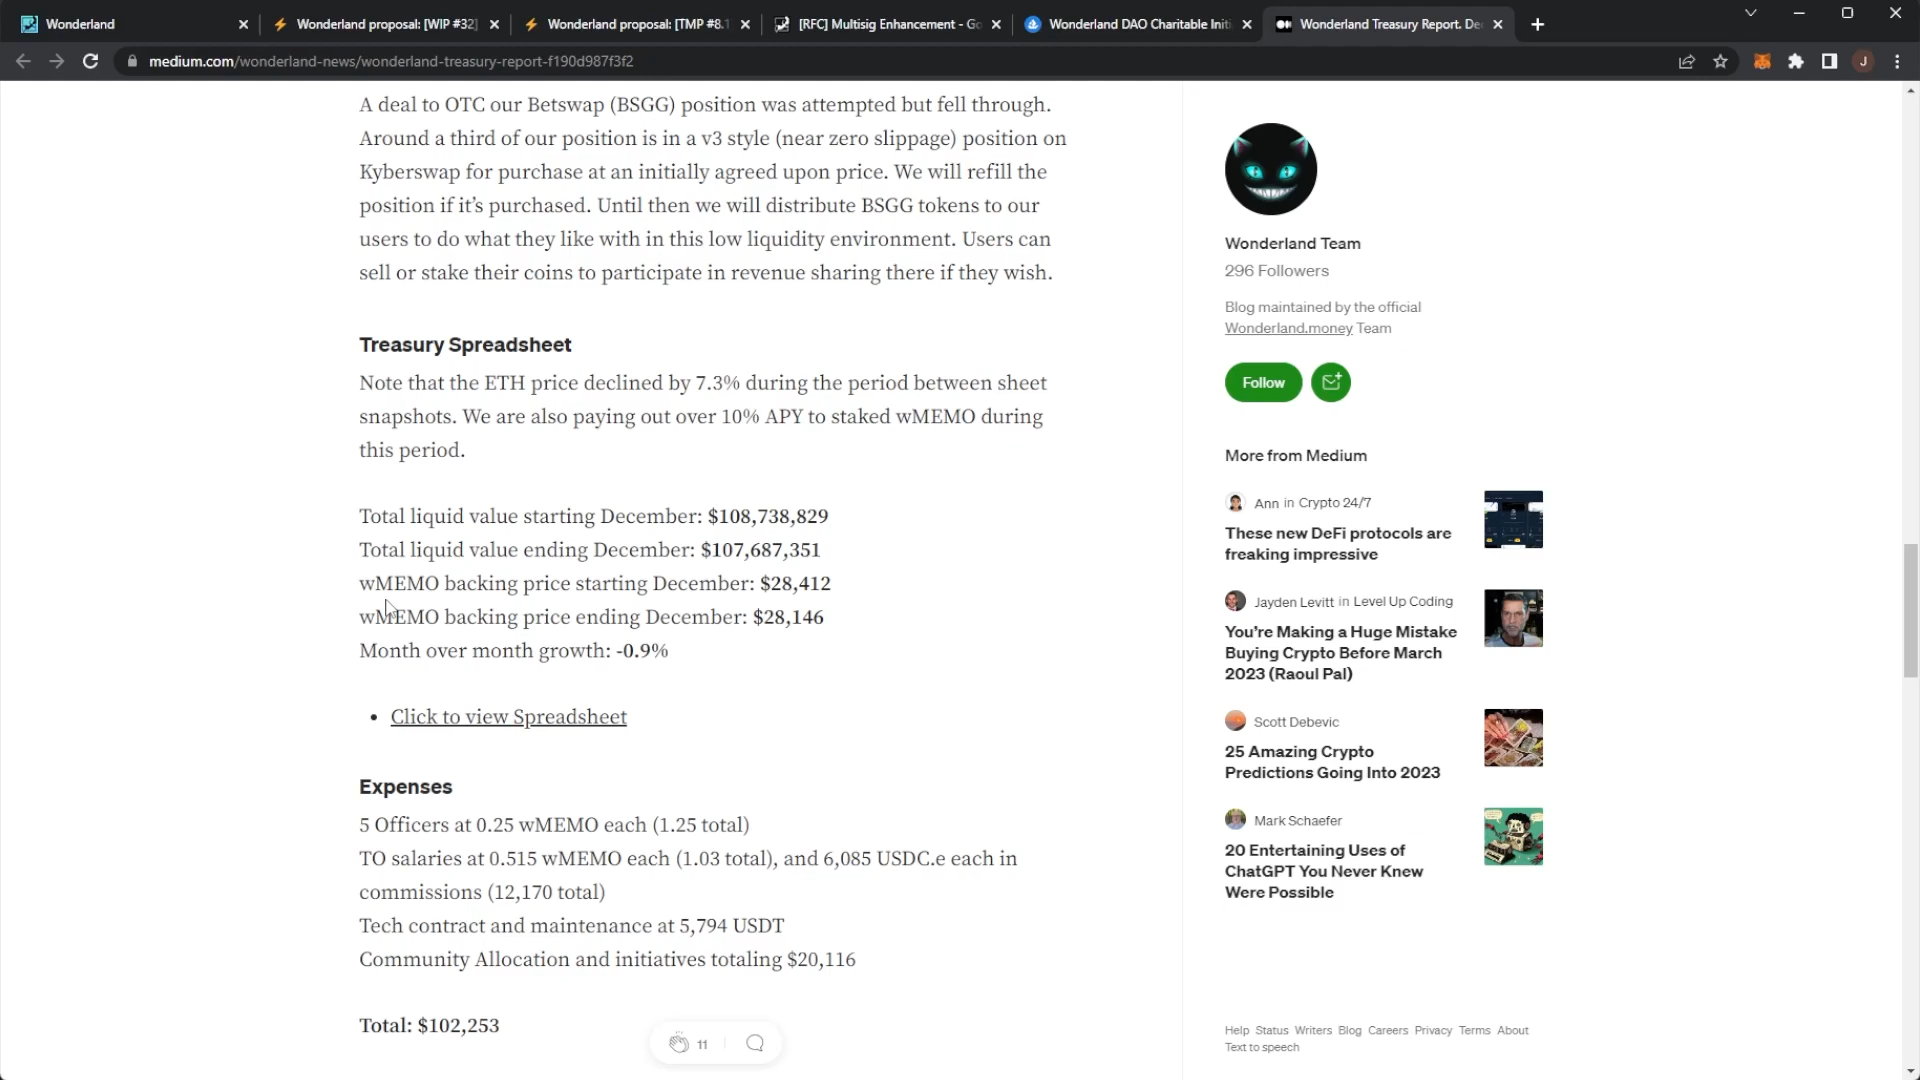 Wonderland
Wonderland proposal: [WIP #32]
Wonderland proposal: [TMP #8.1
[RFC] Multisig Enhancement - Go
Wonderland DAO Charitable Initi
Wonderland Treasury Report. De
medium.com/wonderland-news/wonderland-treasury-report-f190d987f3f2
J
A deal to OTC our Betswap (BSGG) position was attempted but fell through.
Around a third of our position is in a v3 style (near zero slippage) position on
Kyberswap for purchase at an initially agreed upon price. We will refill the
position if it’s purchased. Until then we will distribute BSGG tokens to our
users to do what they like with in this low liquidity environment. Users can
sell or stake their coins to participate in revenue sharing there if they wish.
Treasury Spreadsheet
Note that the ETH price declined by 7.3% during the period between sheet
snapshots. We are also paying out over 10% APY to staked wMEMO during
this period.
Total liquid value starting December: $108,738,829
Total liquid value ending December: $107,687,351
wMEMO backing price starting December: $28,412
wMEMO backing price ending December: $28,146
Month over month growth: -0.9%
• Click to view Spreadsheet
Expenses
5 Officers at 0.25 wMEMO each (1.25 total)
TO salaries at 0.515 wMEMO each (1.03 total), and 6,085 USDC.e each in
commissions (12,170 total)
Tech contract and maintenance at 5,794 USDT
Community Allocation and initiatives totaling $20,116
Total: $102,253
11
Wonderland Team
296 Followers
Blog maintained by the official
Wonderland.money Team
Follow
More from Medium
Ann in Crypto 24/7
These new DeFi protocols are
freaking impressive
Jayden Levitt in Level Up Coding
You’re Making a Huge Mistake
Buying Crypto Before March
2023 (Raoul Pal)
Scott Debevic
25 Amazing Crypto
Predictions Going Into 2023
Mark Schaefer
20 Entertaining Uses of
ChatGPT You Never Knew
Were Possible
Help Status Writers Blog Careers Privacy Terms About
Text to speech